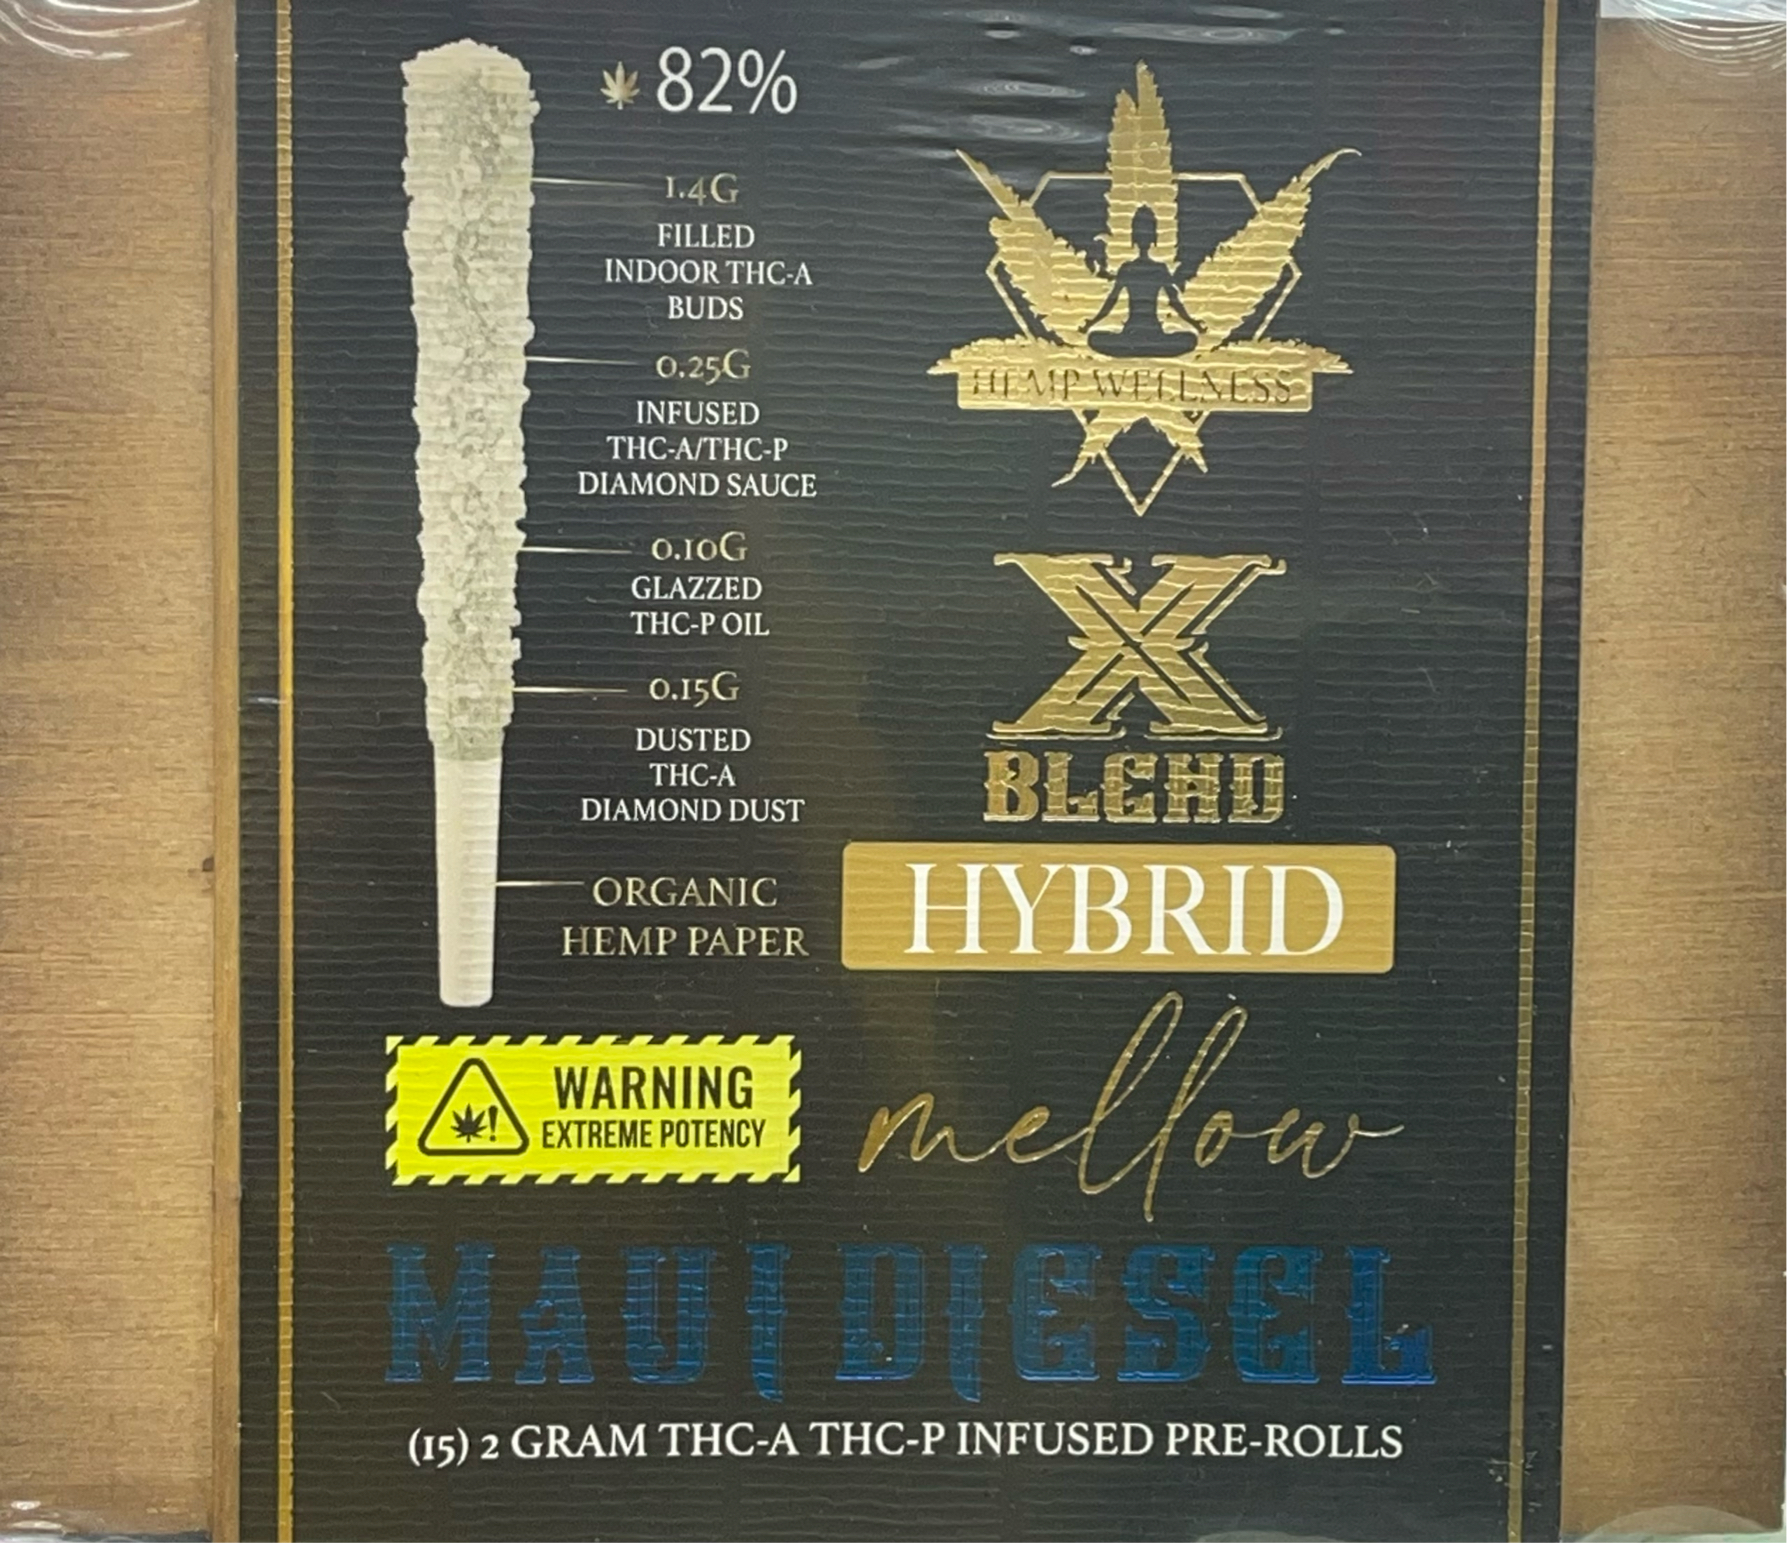 82%
1.4G
FILLED
INDOOR THC-A
BUDS
0.25G
INFUSED
THC-A/THC-P
DIAMOND SAUCE
0.10G
GLAZZED
THC-P OIL
0.15G
DUSTED
THC-A
DIAMOND DUST
ORGANIC
HEMP PAPER
WARNING
EXTREME POTENCY
HEMP WELLNESS
X
BLEND
HYBRID
mellow
MAUI DIESEL
(15) 2 GRAM THC-A THC-P INFUSED PRE-ROLLS